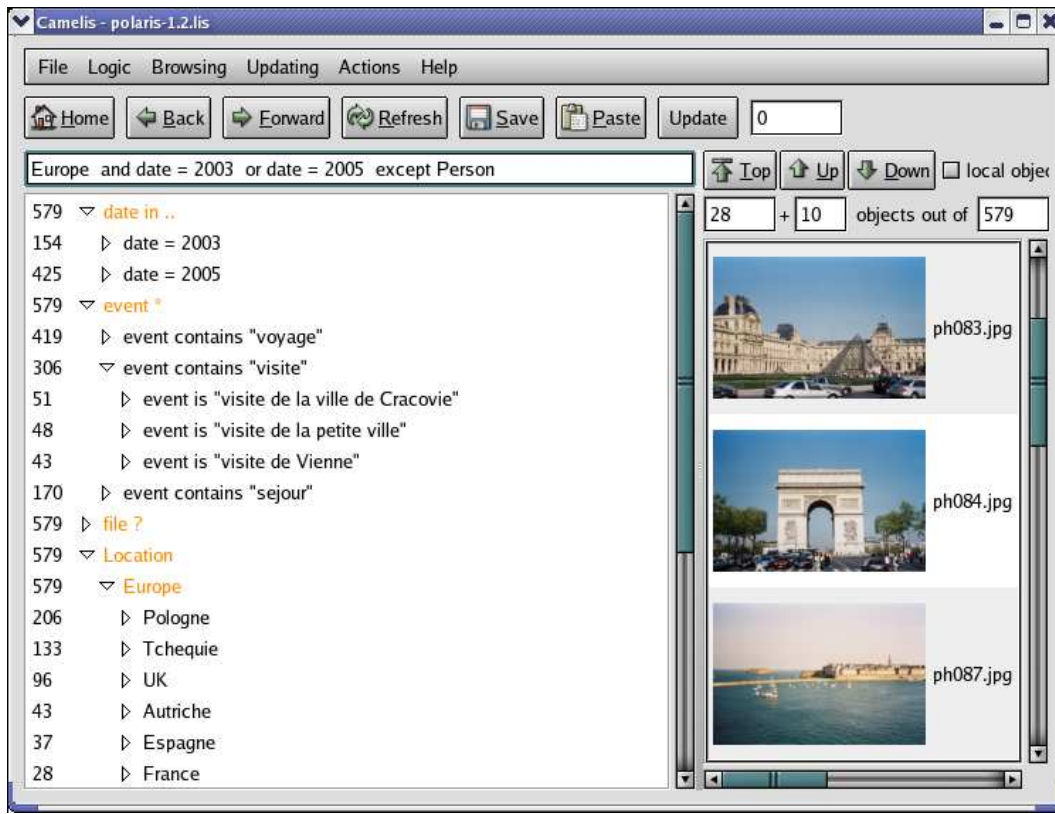 Camelis - polaris-1.2.lis
File Logic Browsing Updating Actions Help
Home Back Forward Refresh Save Paste Update 0
Europe and date = 2003 or date = 2005 except Person
Top Up Down local objec
28 + 10 objects out of 579
579 date in ..
154 date = 2003
425 date = 2005
579 event *
419 event contains "voyage"
306 event contains "visite"
51 event is "visite de la ville de Cracovie"
48 event is "visite de la petite ville"
43 event is "visite de Vienne"
170 event contains "sejour"
579 file ?
579 Location
579 Europe
206 Pologne
133 Tchequie
96 UK
43 Autriche
37 Espagne
28 France
ph083.jpg
ph084.jpg
ph087.jpg